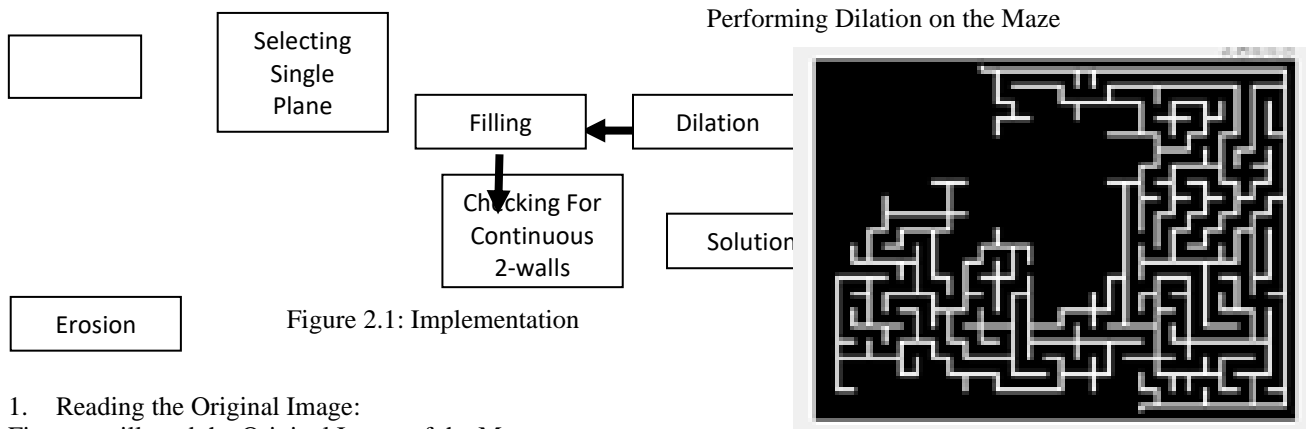 Selecting
Single
Plane
Filling
Dilation
Checking For
Continuous
2-walls
Solution
Erosion
Figure 2.1: Implementation
1. Reading the Original Image:
Performing Dilation on the Maze